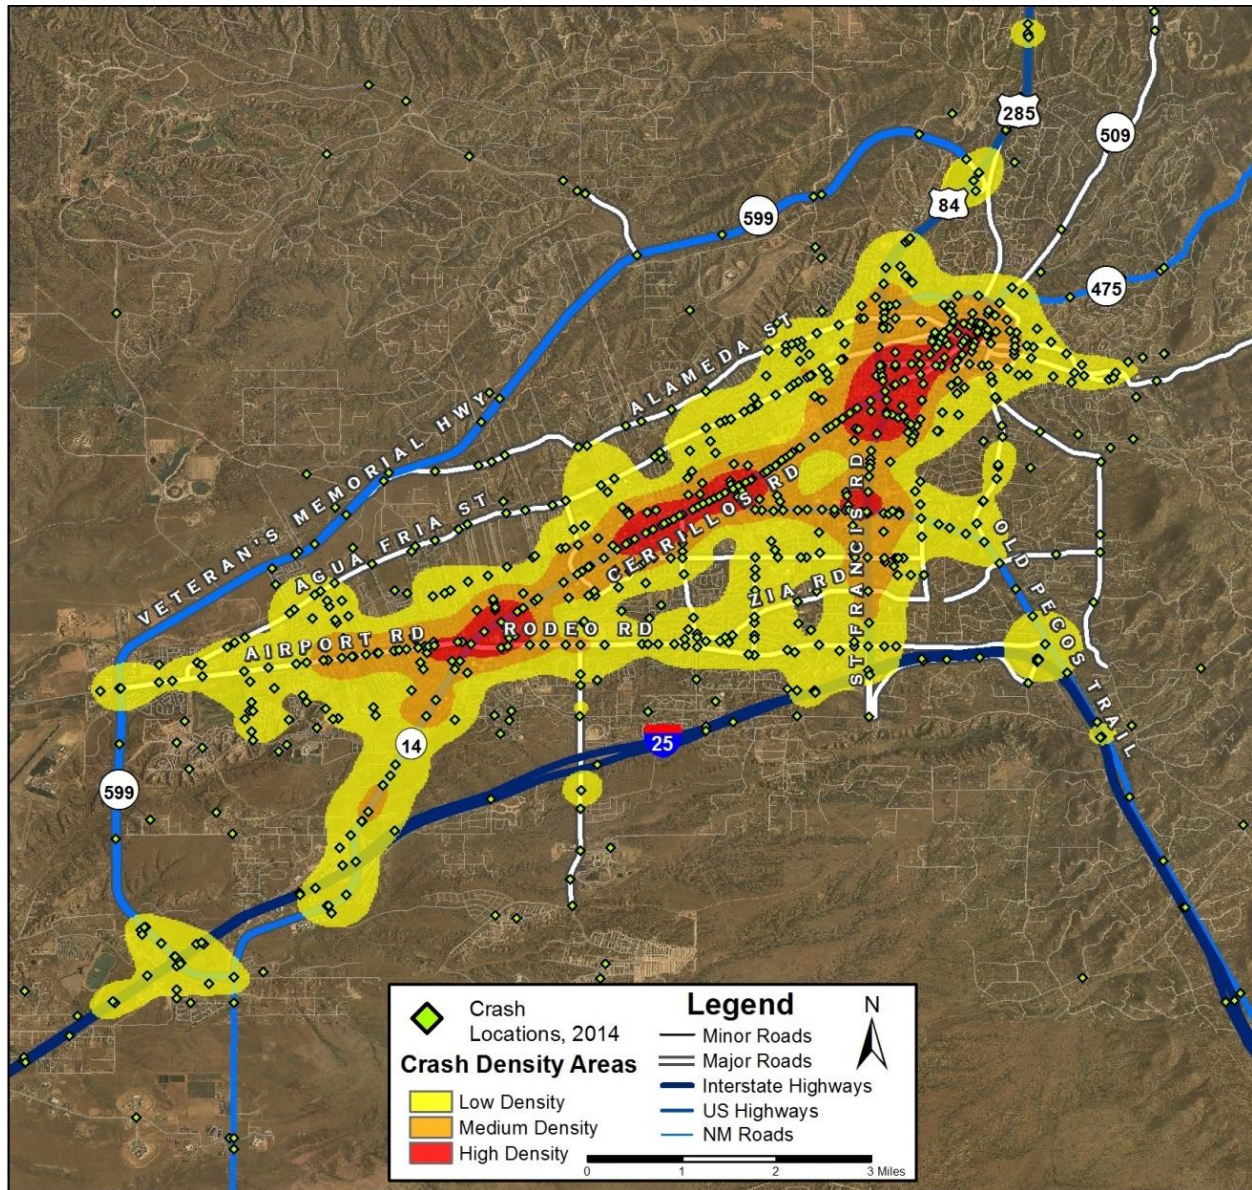 285
509
84
599
475
ALAMEDA ST
VETERAN'S MEMORIAL HWY
AGUA FRIA ST
CERRILLOS RD
ST FRANCIS RD
OLD PECOS TRAIL
ZIA RD
AIRPORT RD
RODEO RD
14
25
599
Crash
Locations, 2014
Crash Density Areas
Low Density
Medium Density
High Density
Legend
N
Minor Roads
Major Roads
Interstate Highways
US Highways
NM Roads
0 1 2 3 Miles